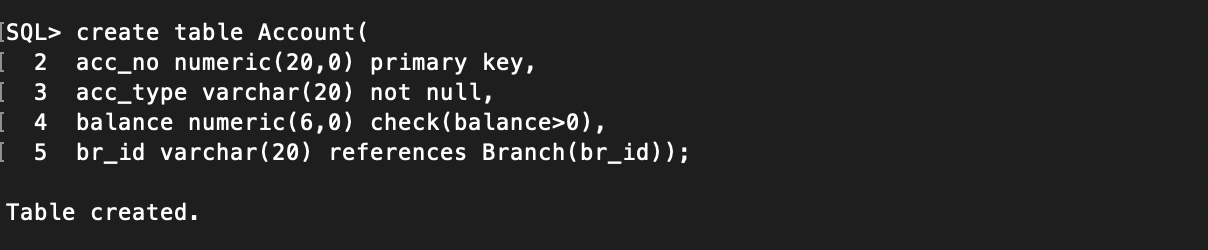 SQL> create table Account(
2 acc_no numeric(20,0) primary key,
3 acc_type varchar(20) not null,
4 balance numeric(6,0) check(balance>0),
5 br_id varchar(20) references Branch(br_id));
Table created.